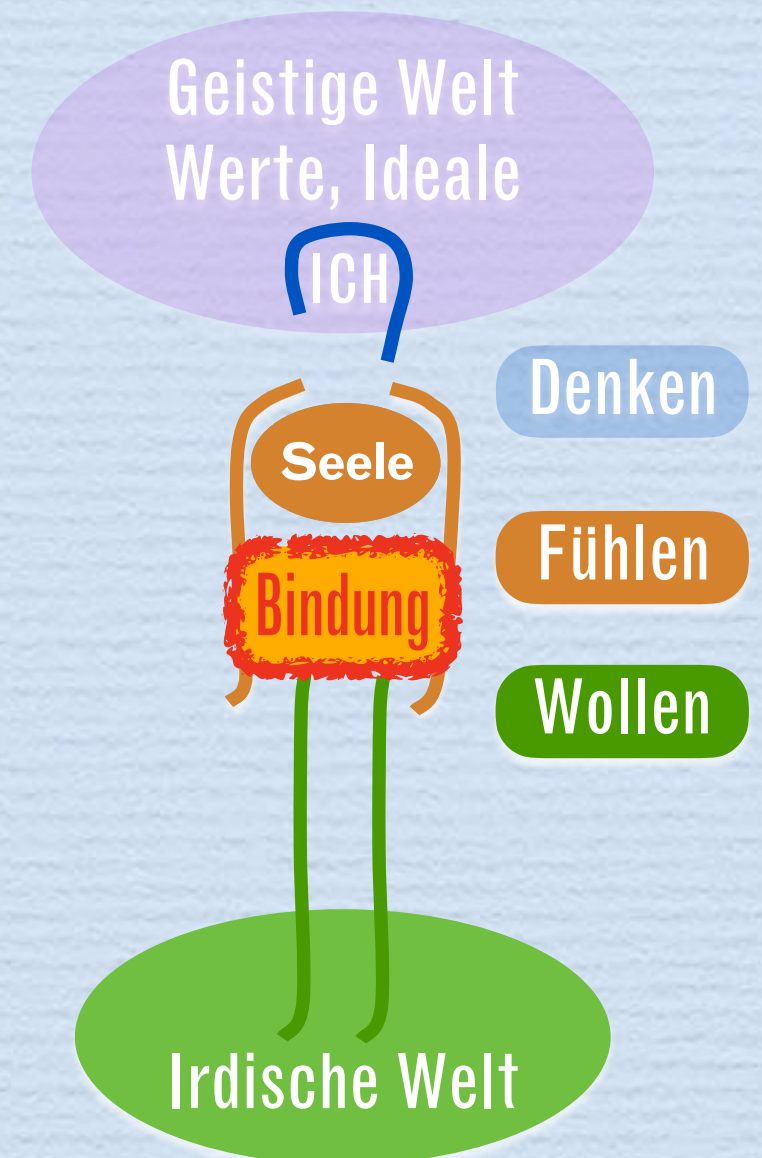 Geistige Welt
Werte, Ideale
ICH
Denken
Seele
Fühlen
Bindung
Wollen
Irdische Welt